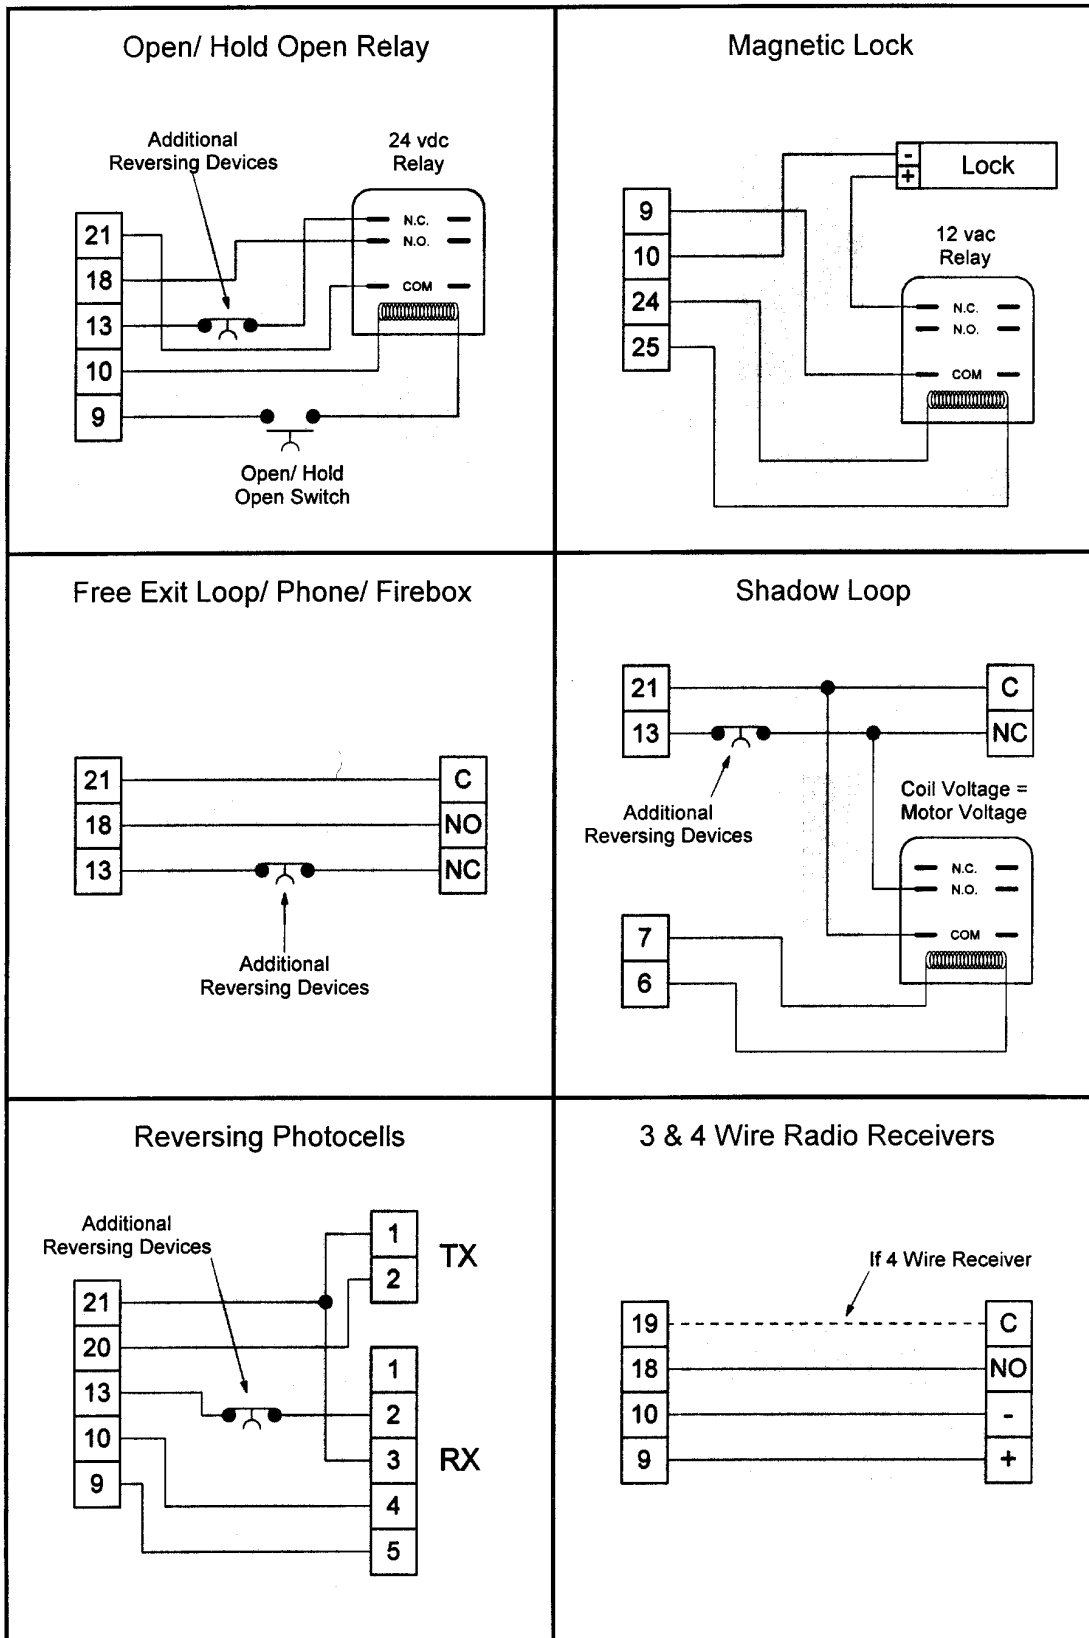 Open/ Hold Open Relay
Additional
Reversing Devices
24 vdc
Relay
N.C.
N.O.
COM
21
18
13
10
9
Open/ Hold
Open Switch
Magnetic Lock
-
+
Lock
9
10
24
25
12 vac
Relay
N.C.
N.O.
COM
Free Exit Loop/ Phone/ Firebox
21
18
13
C
NO
NC
Additional
Reversing Devices
Shadow Loop
21
13
C
NC
Additional
Reversing Devices
Coil Voltage =
Motor Voltage
N.C.
N.O.
COM
7
6
Reversing Photocells
Additional
Reversing Devices
1
2
TX
21
20
13
10
9
1
2
3
4
5
RX
3 & 4 Wire Radio Receivers
If 4 Wire Receiver
19
18
10
9
C
NO
-
+